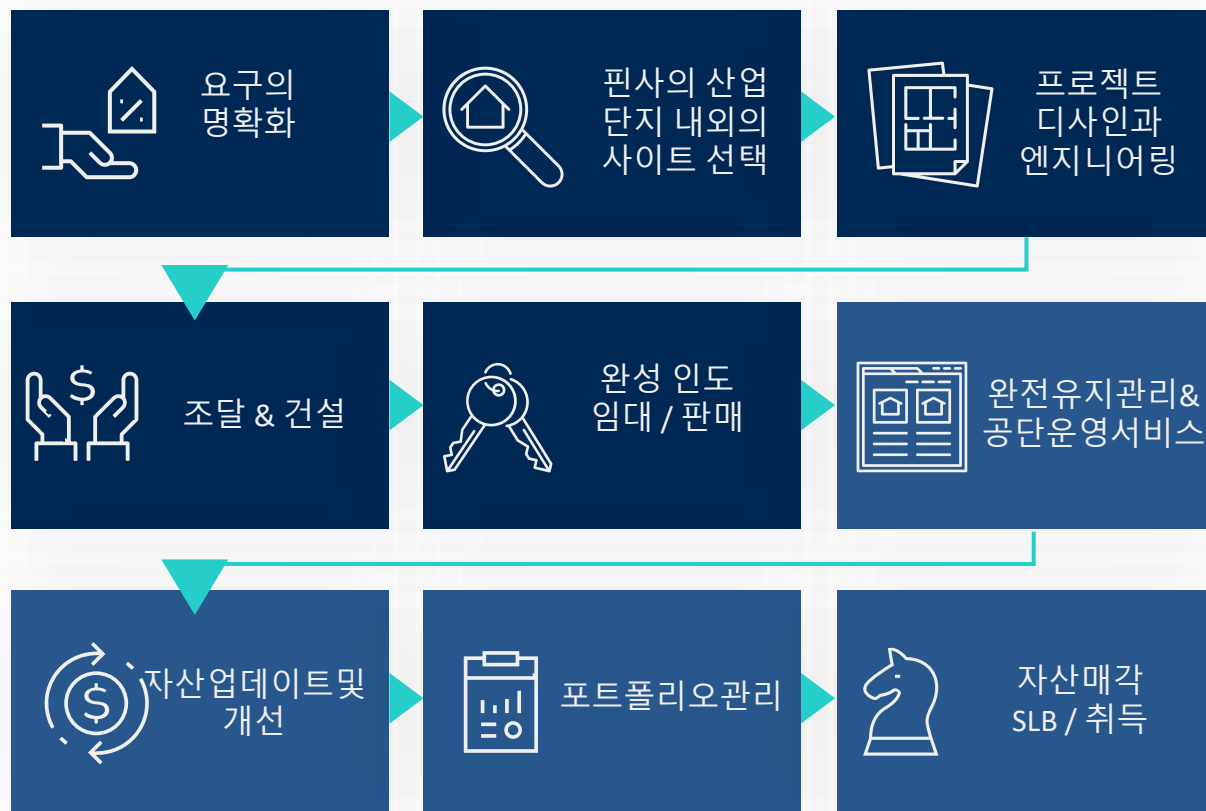 요구의
명확화
핀사의 산업
단지 내외의
사이트 선택
프로젝트
디사인과
엔지니어링
$
조달 & 건설
완성 인도
임대 / 판매
완전유지관리&
공단운영서비스
$
자산업데이트및
개선
포트폴리오관리
자산매각
SLB / 취득